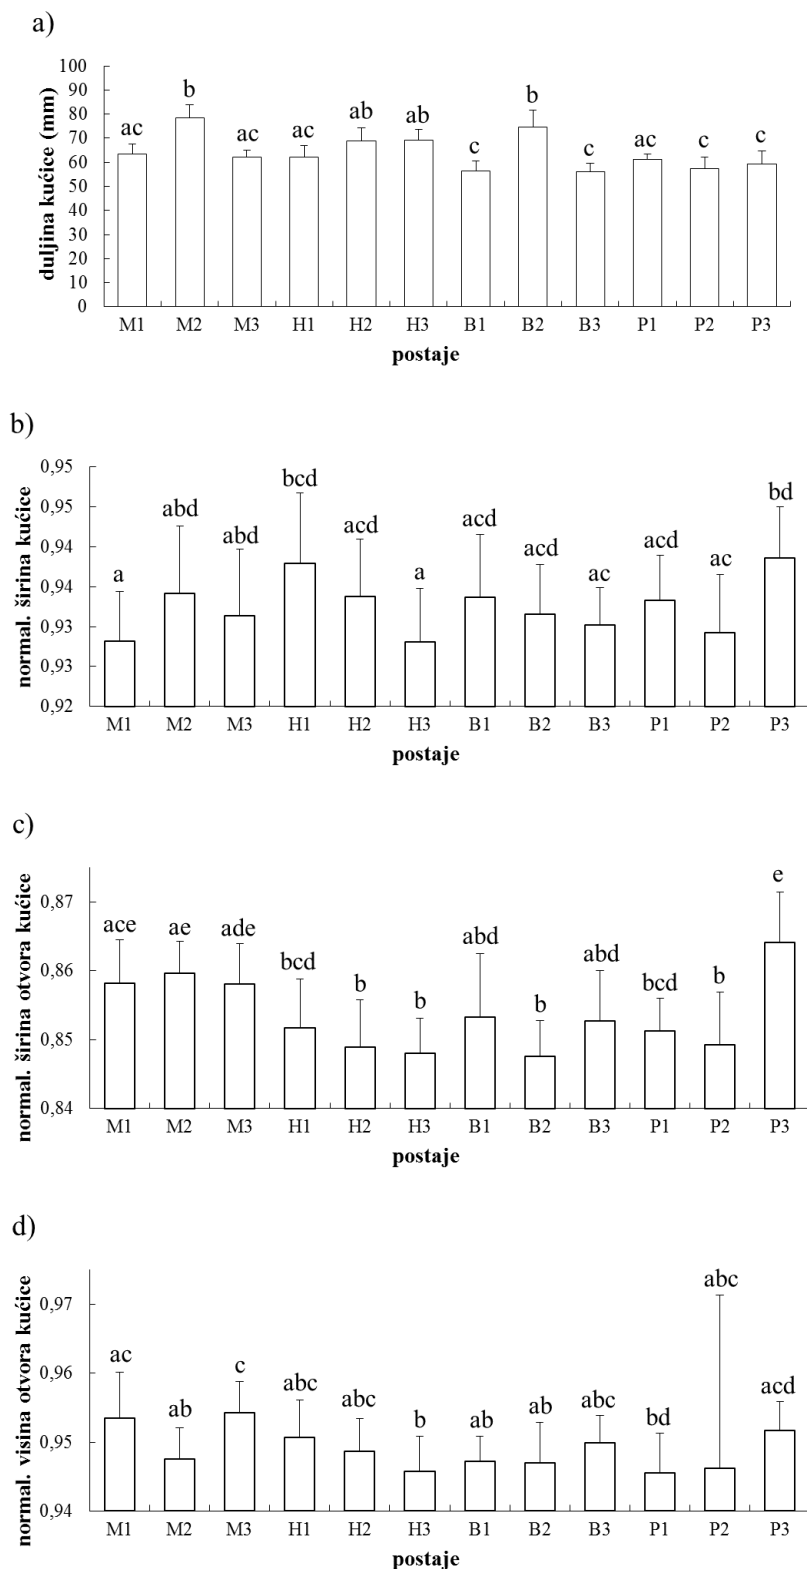 a)
duljina kućice (mm)
100
90
80
70
60
50
40
30
20
10
0
ac
b
ac
ac
ab
ab
c
b
c
ac
c
c
M1 M2 M3 H1 H2 H3 B1 B2 B3 P1 P2 P3
postaje
b)
normal. širina kućice
0,95
0,95
0,94
0,94
0,93
0,93
0,92
a
abd
abd
bcd
acd
a
acd
acd
ac
acd
ac
bd
M1 M2 M3 H1 H2 H3 B1 B2 B3 P1 P2 P3
postaje
c)
normal. širina otvora kućice
0,87
0,86
0,85
0,84
ace
ae
ade
bcd
b
b
abd
b
abd
bcd
b
e
M1 M2 M3 H1 H2 H3 B1 B2 B3 P1 P2 P3
postaje
d)
normal. visina otvora kućice
0,97
0,96
0,95
0,94
ac
ab
c
abc
abc
b
ab
ab
abc
bd
abc
acd
M1 M2 M3 H1 H2 H3 B1 B2 B3 P1 P2 P3
postaje